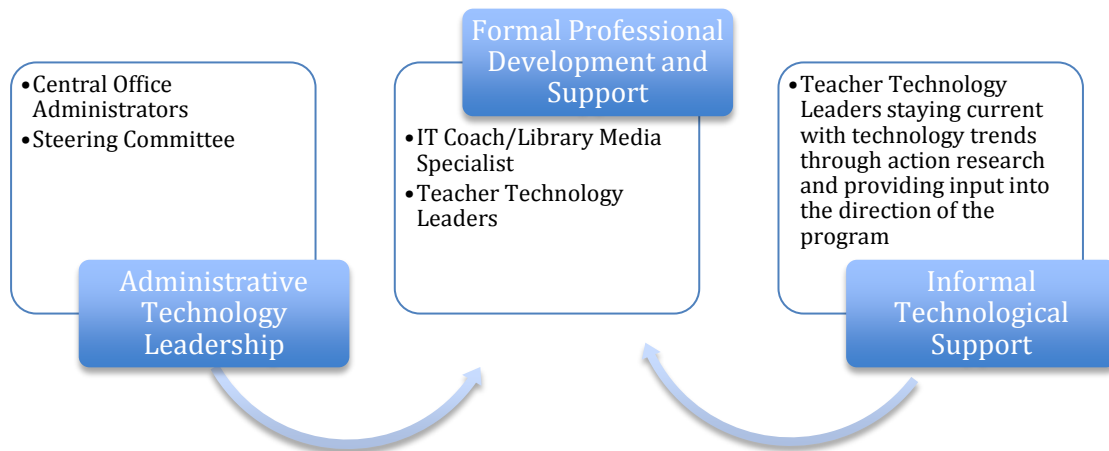 •Central Office
Administrators
•Steering Committee
Administrative
Technology
Leadership
Formal Professional
Development and
Support
•IT Coach/Library Media
Specialist
•Teacher Technology
Leaders
•Teacher Technology
Leaders staying current
with technology trends
through action research
and providing input into
the direction of the
program
Informal
Technological
Support